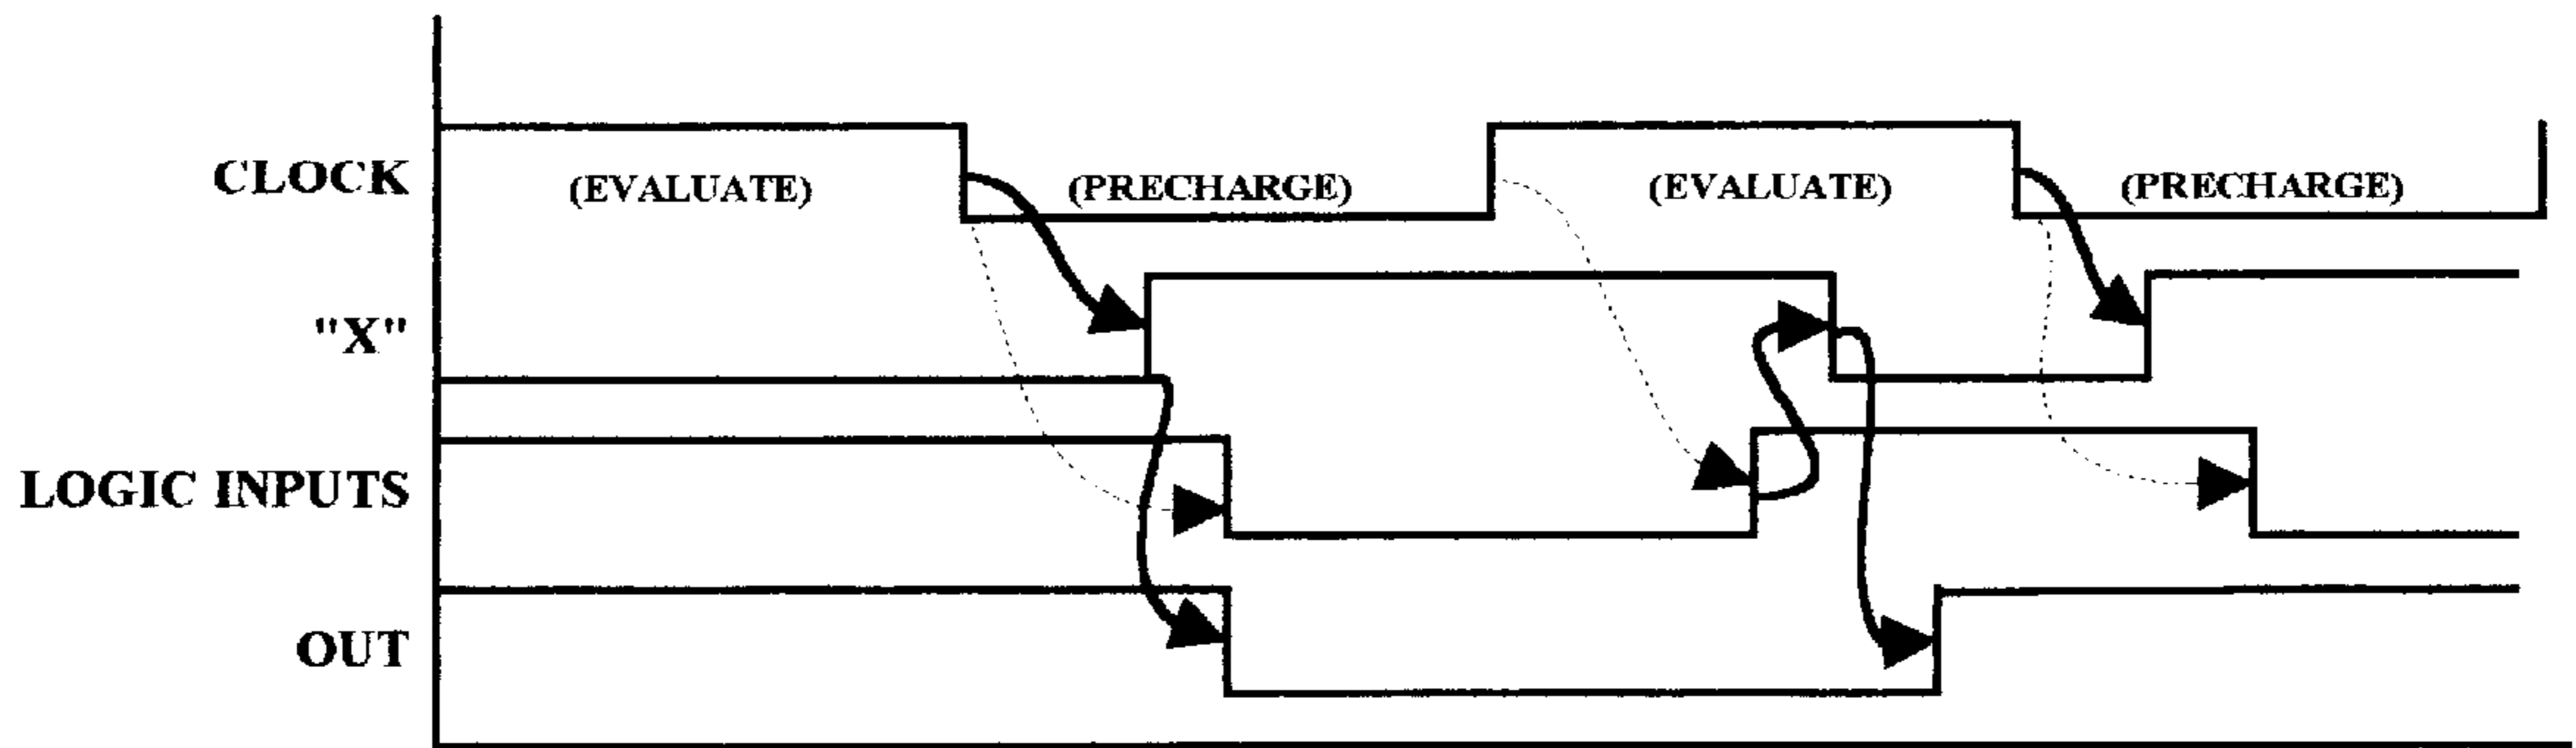 CLOCK (EVALUATE) (PRECHARGE) (EVALUATE) (PRECHARGE)
"X"
LOGIC INPUTS
OUT